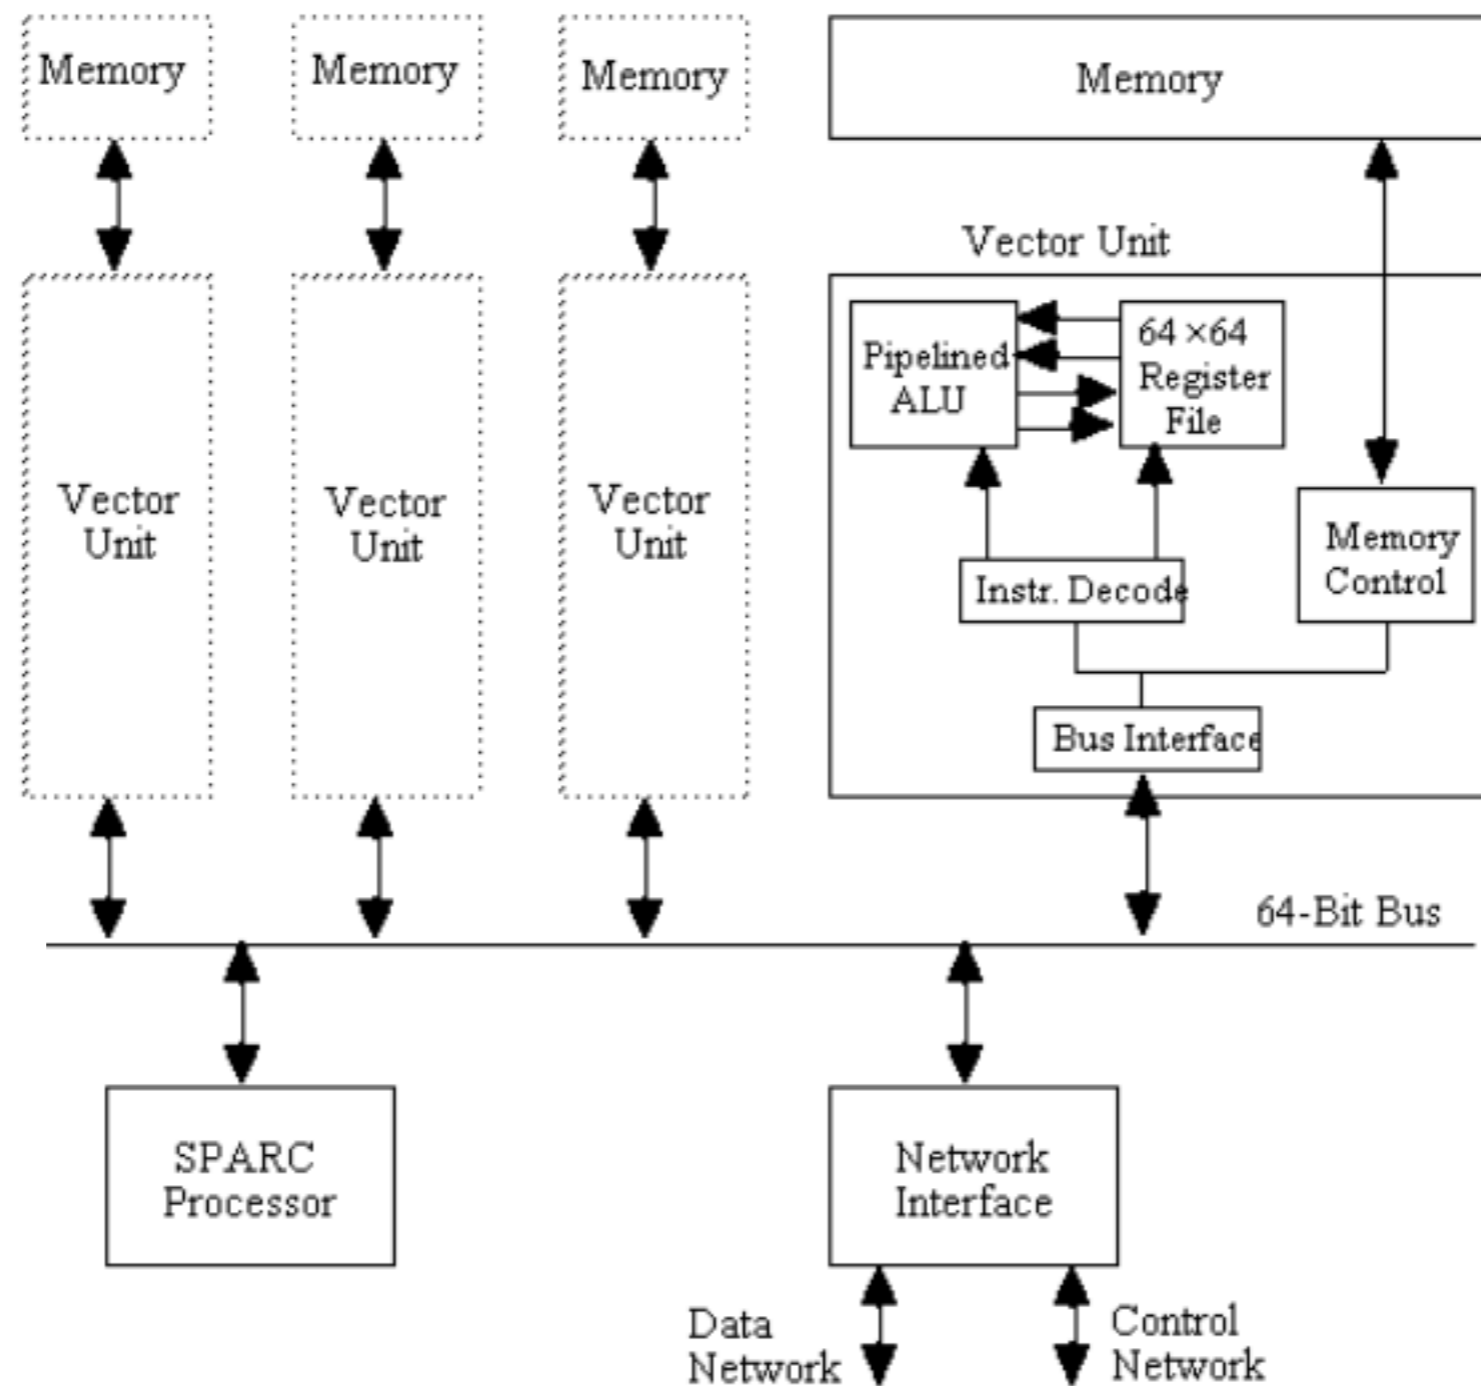 Memory
Memory
Memory
Memory
Vector Unit
Pipelined
ALU
64 ×64
Register
File
Vector
Unit
Vector
Unit
Vector
Unit
Memory
Control
Instr. Decode
Bus Interface
64-Bit Bus
SPARC
Processor
Network
Interface
Data
Network
Control
Network